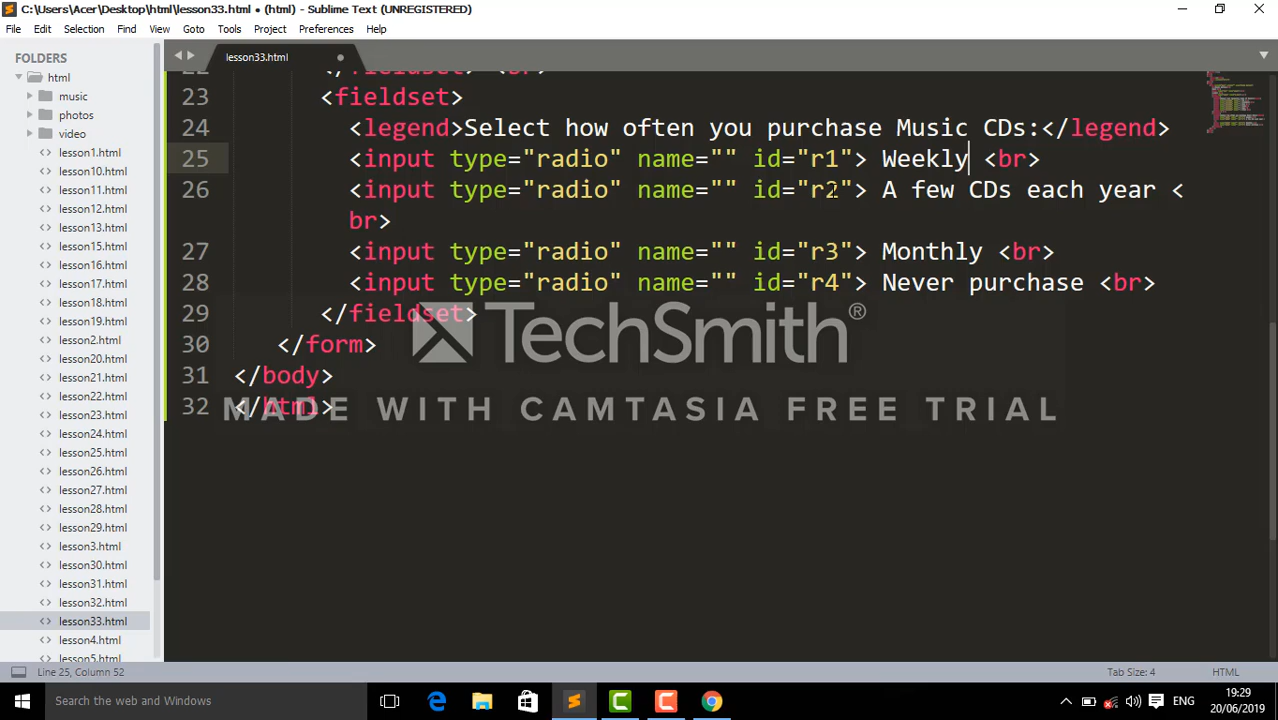 C:\Users\Acer\Desktop\html\lesson33.html • (html) - Sublime Text (UNREGISTERED)
File Edit Selection Find View Goto Tools Project Preferences Help
FOLDERS
html
music
photos
video
lesson1.html
lesson10.html
lesson11.html
lesson12.html
lesson13.html
lesson15.html
lesson16.html
lesson17.html
lesson18.html
lesson19.html
lesson2.html
lesson20.html
lesson21.html
lesson22.html
lesson23.html
lesson24.html
lesson25.html
lesson26.html
lesson27.html
lesson28.html
lesson29.html
lesson3.html
lesson30.html
lesson31.html
lesson32.html
lesson33.html
lesson4.html
lesson5.html
lesson33.html
22 </fieldset> <br>
23 <fieldset>
24 <legend>Select how often you purchase Music CDs:</legend>
25 <input type="radio" name="" id="r1"> Weekly <br>
26 <input type="radio" name="" id="r2"> A few CDs each year <
br>
27 <input type="radio" name="" id="r3"> Monthly <br>
28 <input type="radio" name="" id="r4"> Never purchase <br>
29 </fieldset>
30 </form>
31 </body>
32 </html>
TechSmith®
MADE WITH CAMTASIA FREE TRIAL
Line 25, Column 52 Tab Size: 4 HTML
Search the web and Windows
ENG
19:29
20/06/2019